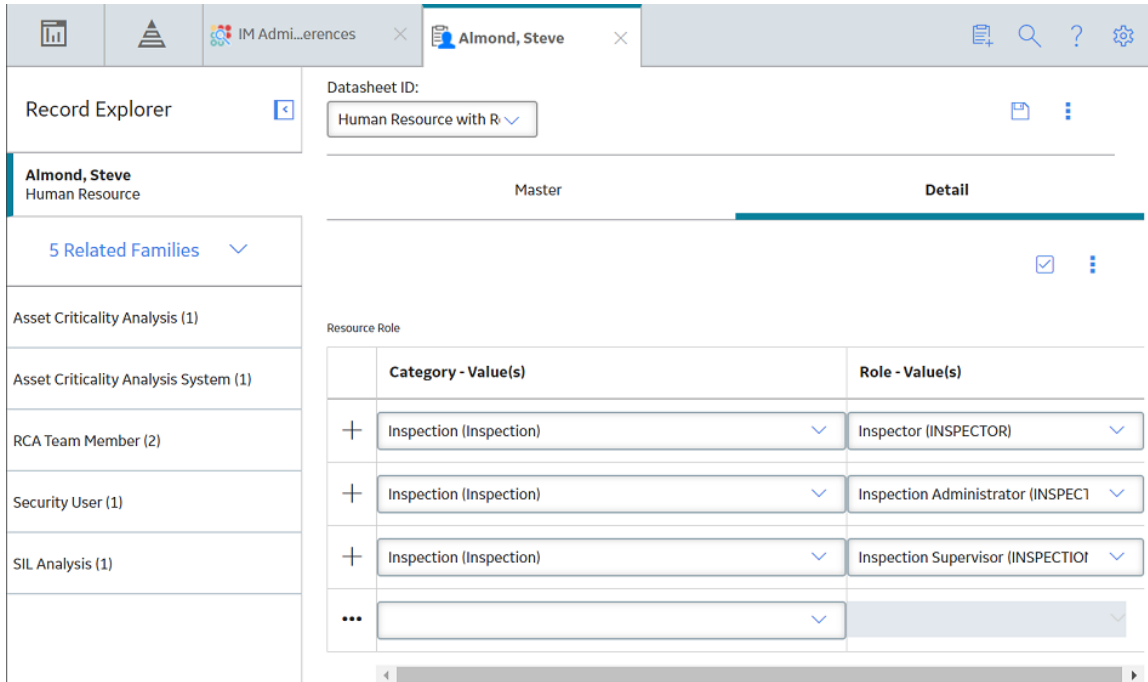 IM Admi...erences
Almond, Steve
?
Record Explorer
Almond, Steve
Human Resource
5 Related Families
Asset Criticality Analysis (1)
Asset Criticality Analysis System (1)
RCA Team Member (2)
Security User (1)
SIL Analysis (1)
Datasheet ID:
Human Resource with R
Master
Detail
Resource Role
Category - Value(s)
Role - Value(s)
Inspection (Inspection)
Inspector (INSPECTOR)
Inspection (Inspection)
Inspection Administrator (INSPECT
Inspection (Inspection)
Inspection Supervisor (INSPECTION